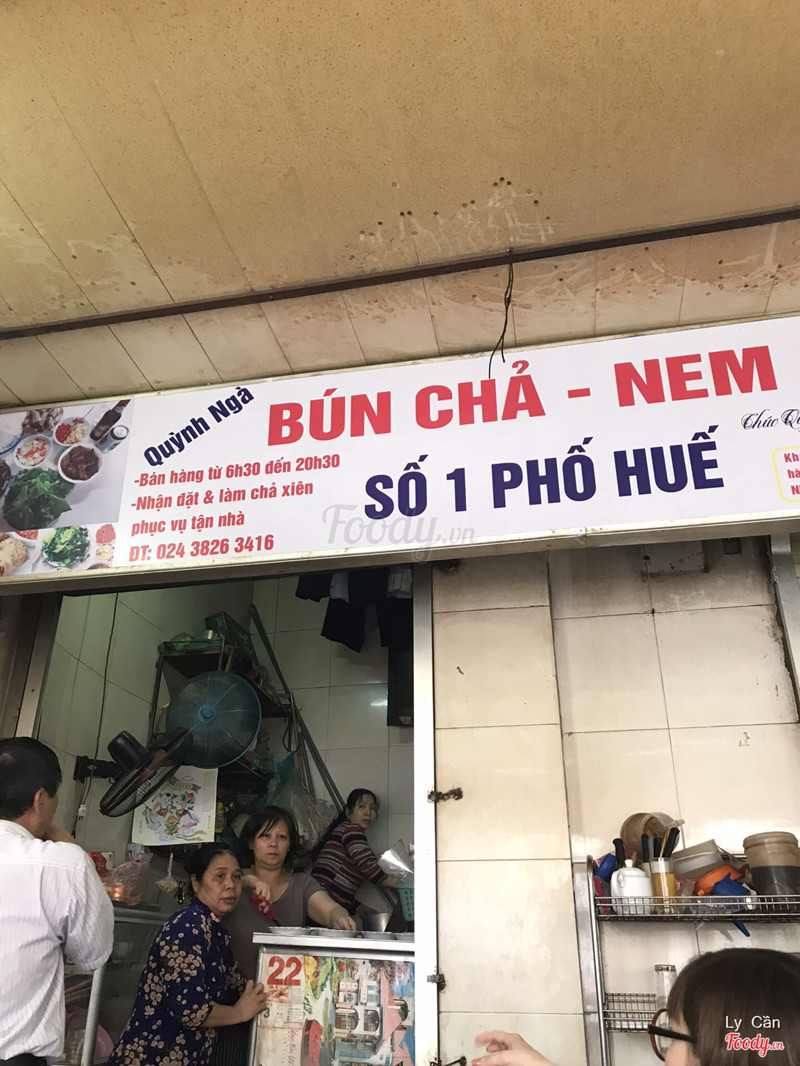 Quỳnh Ngà
BÚN CHẢ - NEM
-Bán hàng từ 6h30 đến 20h30
-Nhận đặt & làm chả xiên
phục vụ tận nhà
ĐT: 024 3826 3416
SỐ 1 PHỐ HUẾ
Chúc
Foody.vn
22
Ly Cần
Foody.vn